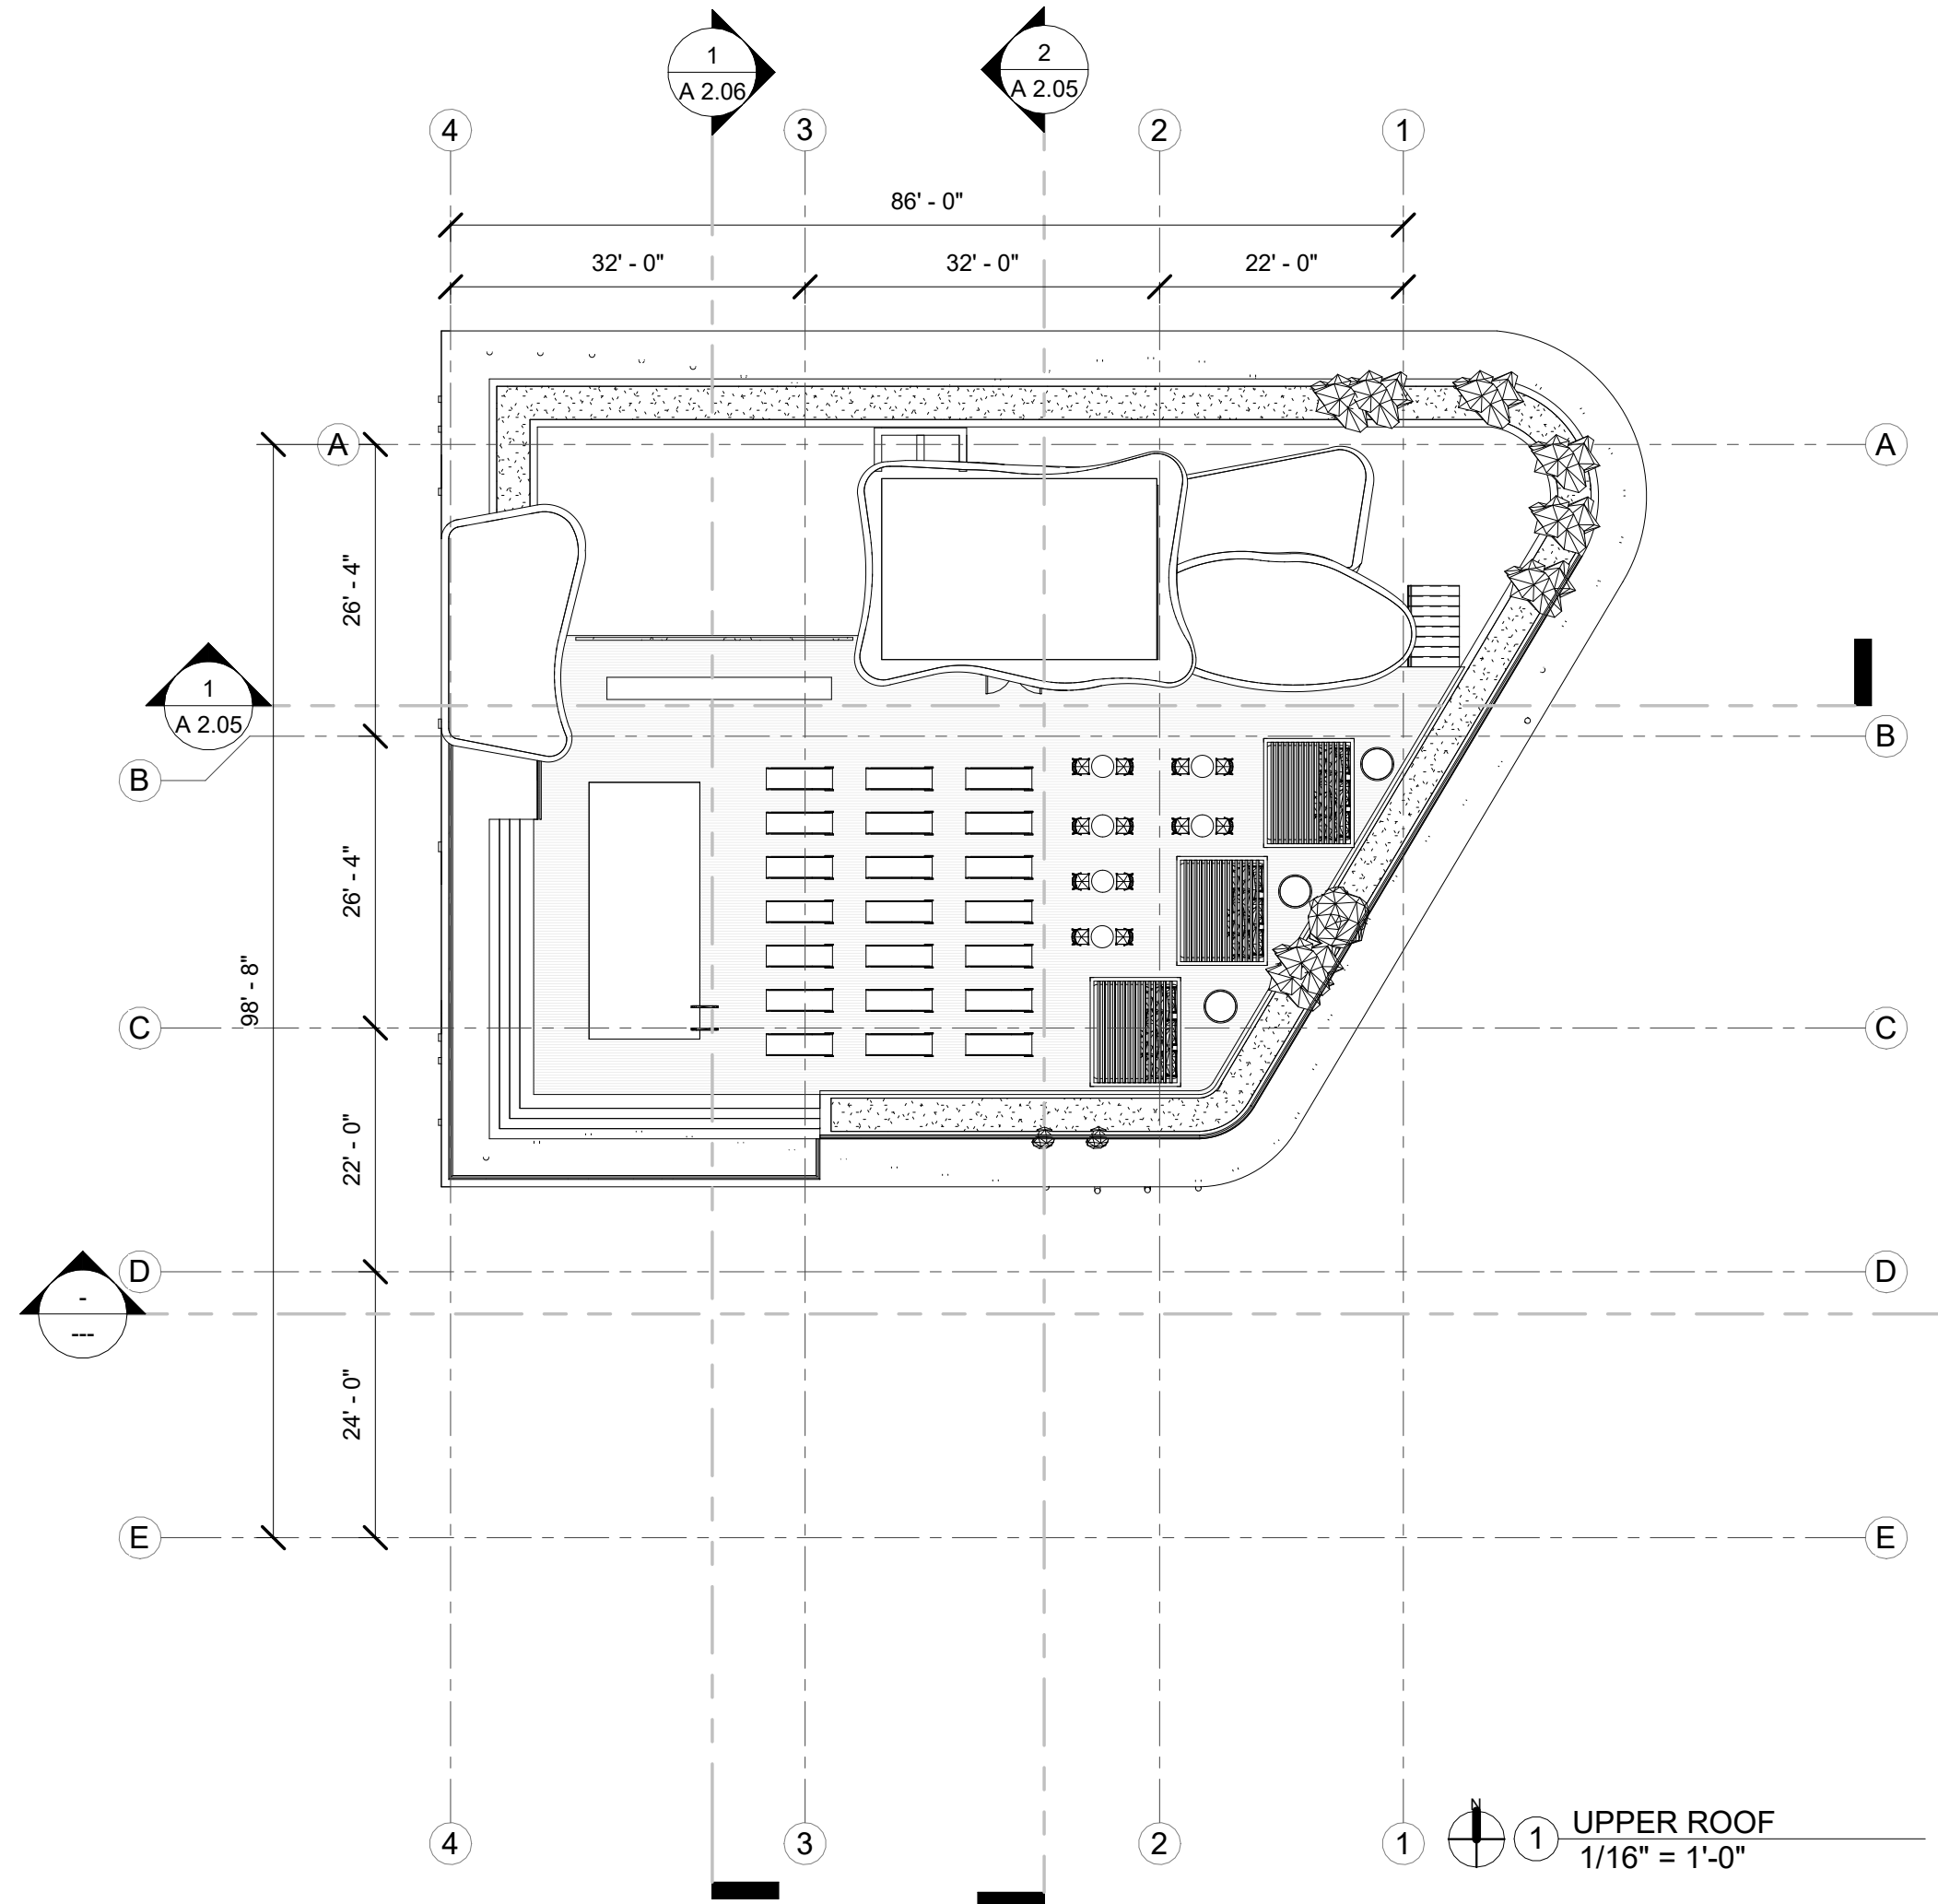 1
A 2.06
2
A 2.05
4
3
2
1
86' - 0"
32' - 0"
32' - 0"
22' - 0"
A
A
26' - 4"
1
A 2.05
B
B
26' - 4"
98' - 8"
C
C
22' - 0"
D
D
-
---
24' - 0"
E
E
4
3
2
1
N
1
UPPER ROOF
1/16" = 1'-0"